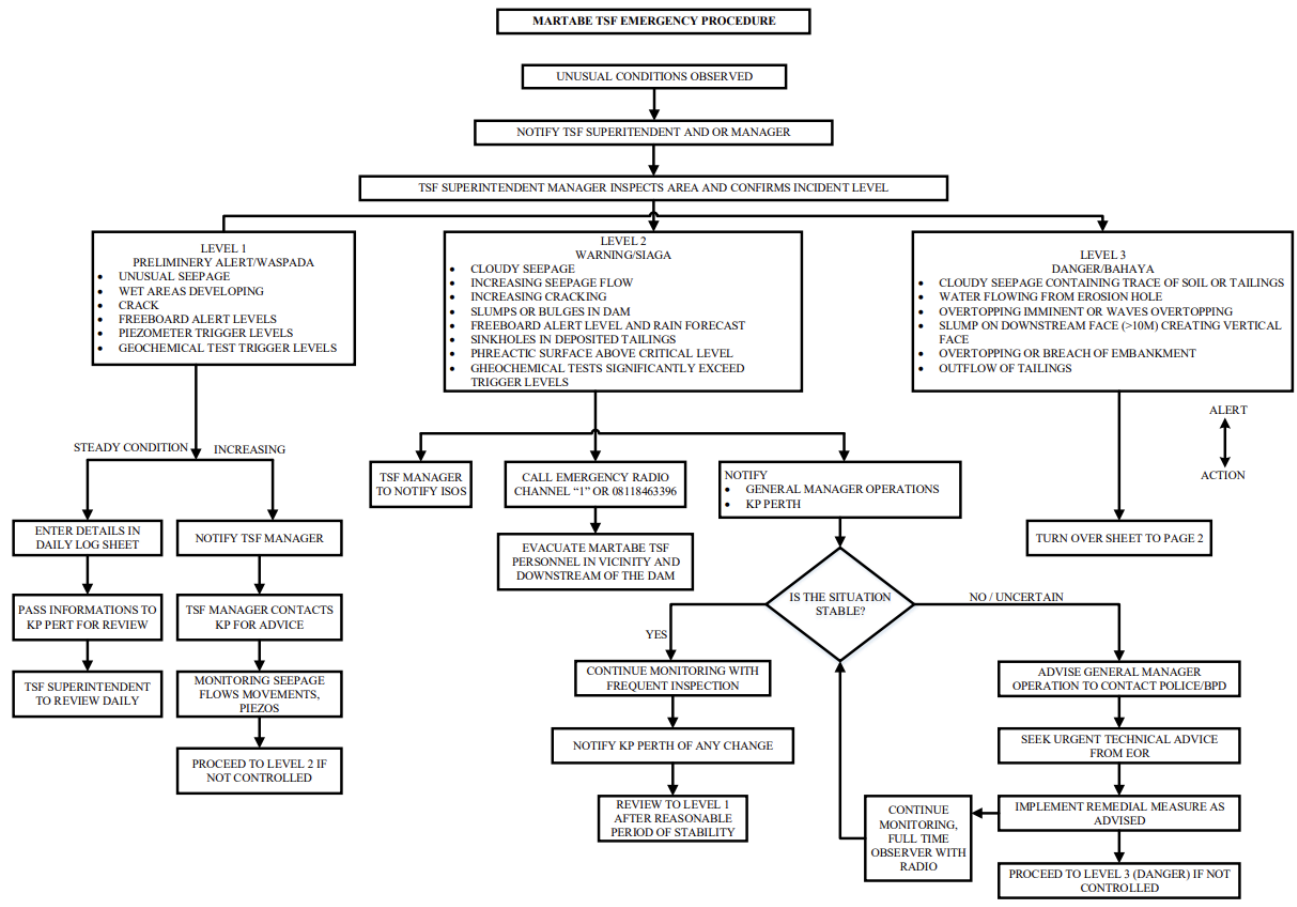 MARTABE TSF EMERGENCY PROCEDURE
UNUSUAL CONDITIONS OBSERVED
NOTIFY TSF SUPERITENDENT AND OR MANAGER
TSF SUPERINTENDENT MANAGER INSPECTS AREA AND CONFIRMS INCIDENT LEVEL
LEVEL 1
PRELIMINERY ALERT/WASPADA
• UNUSUAL SEEPAGE
• WET AREAS DEVELOPING
• CRACK
• FREEBOARD ALERT LEVELS
• PIEZOMETER TRIGGER LEVELS
• GEOCHEMICAL TEST TRIGGER LEVELS
LEVEL 2
WARNING/SIAGA
• CLOUDY SEEPAGE
• INCREASING SEEPAGE FLOW
• INCREASING CRACKING
• SLUMPS OR BULGES IN DAM
• FREEBOARD ALERT LEVEL AND RAIN FORECAST
• SINKHOLES IN DEPOSITED TAILINGS
• PHREACTIC SURFACE ABOVE CRITICAL LEVEL
• GHEOCHEMICAL TESTS SIGNIFICANTLY EXCEED
TRIGGER LEVELS
LEVEL 3
DANGER/BAHAYA
• CLOUDY SEEPAGE CONTAINING TRACE OF SOIL OR TAILINGS
• WATER FLOWING FROM EROSION HOLE
• OVERTOPPING IMMINENT OR WAVES OVERTOPPING
• SLUMP ON DOWNSTREAM FACE (>10M) CREATING VERTICAL
FACE
• OVERTOPPING OR BREACH OF EMBANKMENT
• OUTFLOW OF TAILINGS
ALERT
ACTION
STEADY CONDITION
INCREASING
ENTER DETAILS IN
DAILY LOG SHEET
PASS INFORMATIONS TO
KP PERT FOR REVIEW
TSF SUPERINTENDENT
TO REVIEW DAILY
NOTIFY TSF MANAGER
TSF MANAGER CONTACTS
KP FOR ADVICE
MONITORING SEEPAGE
FLOWS MOVEMENTS,
PIEZOS
PROCEED TO LEVEL 2 IF
NOT CONTROLLED
TSF MANAGER
TO NOTIFY ISOS
CALL EMERGENCY RADIO
CHANNEL “1” OR 08118463396
EVACUATE MARTABE TSF
PERSONNEL IN VICINITY AND
DOWNSTREAM OF THE DAM
NOTIFY
• GENERAL MANAGER OPERATIONS
• KP PERTH
IS THE SITUATION
STABLE?
YES
NO / UNCERTAIN
CONTINUE MONITORING WITH
FREQUENT INSPECTION
NOTIFY KP PERTH OF ANY CHANGE
REVIEW TO LEVEL 1
AFTER REASONABLE
PERIOD OF STABILITY
TURN OVER SHEET TO PAGE 2
ADVISE GENERAL MANAGER
OPERATION TO CONTACT POLICE/BPD
SEEK URGENT TECHNICAL ADVICE
FROM EOR
IMPLEMENT REMEDIAL MEASURE AS
ADVISED
CONTINUE
MONITORING,
FULL TIME
OBSERVER WITH
RADIO
PROCEED TO LEVEL 3 (DANGER) IF NOT
CONTROLLED